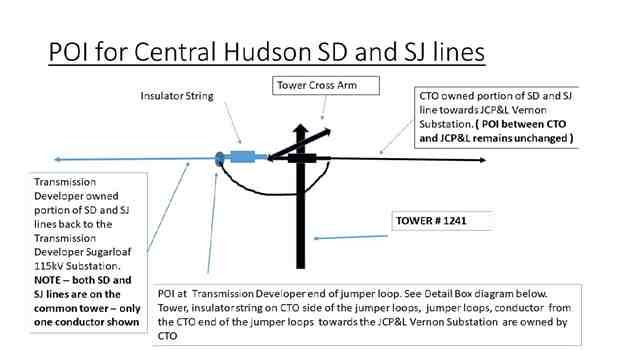 POI for Central Hudson SD and SJ lines
Tower Cross Arm
Insulator String
CTO owned portion of SD and SJ
line towards JCP&L Vernon
Substation. ( POI between CTO
and JCP&L remains unchanged )
Transmission
Developer owned
portion of SD and SJ
lines back to the
Transmission
Developer Sugarloaf
115kV Substation.
NOTE – both SD and
SJ lines are on the
common tower – only
one conductor shown
TOWER # 1241
POI at Transmission Developer end of jumper loop. See Detail Box diagram below.
Tower, insulator string on CTO side of the jumper loops, jumper loops, conductor from
the CTO end of the jumper loops towards the JCP&L Vernon Substation are owned by
CTO